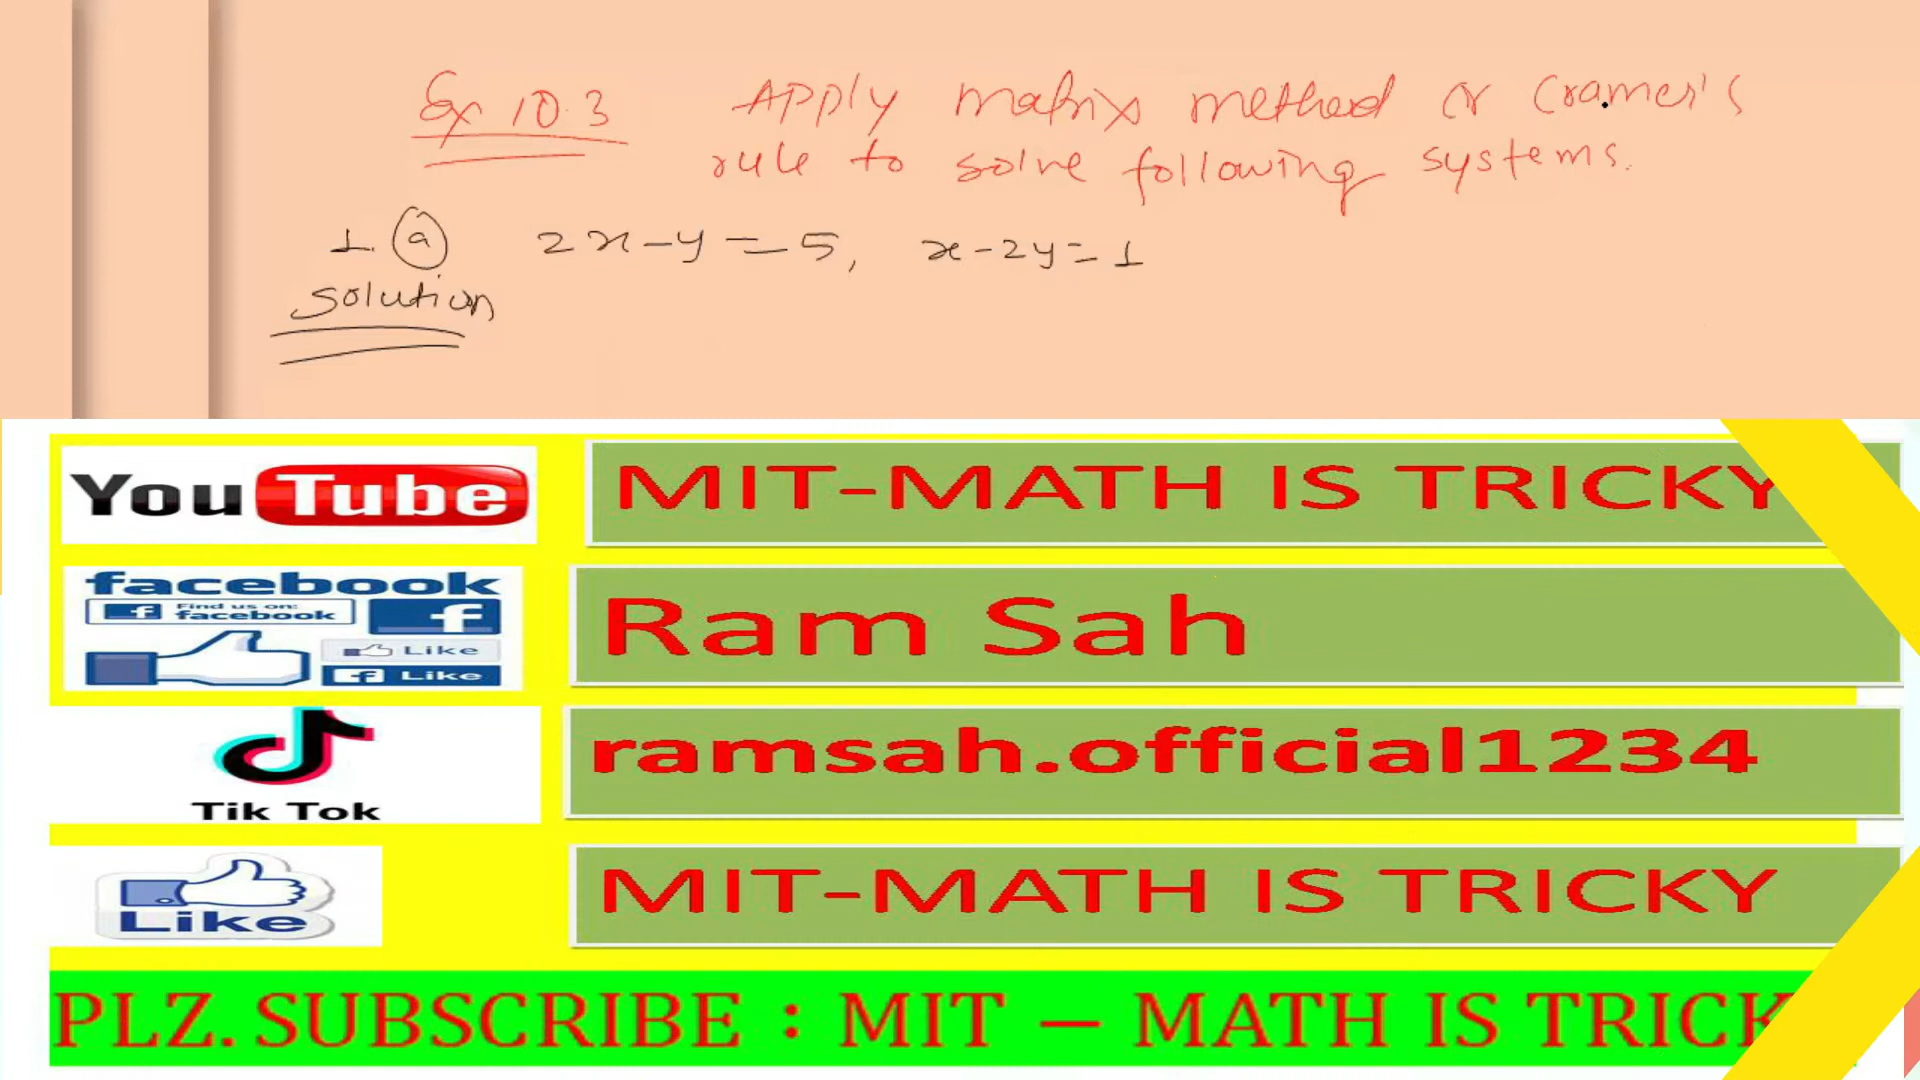 Ex 10.3 Apply matrix method or Cramer's
rule to solve following systems.
1. (a) 2x-y=5, x-2y=1
Solution
YouTube MIT-MATH IS TRICKY
facebook
Find us on:
facebook
Like
Like
Ram Sah
Tik Tok ramsah.official1234
Like MIT-MATH IS TRICKY
PLZ. SUBSCRIBE : MIT – MATH IS TRICK